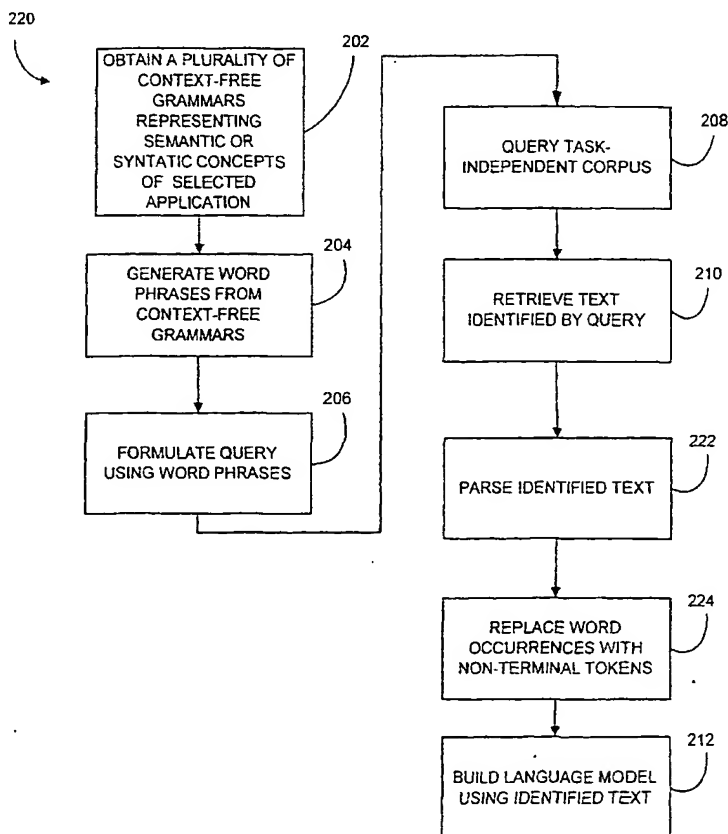 220
202
OBTAIN A PLURALITY OF
CONTEXT-FREE
GRAMMARS
REPRESENTING
SEMANTIC OR
SYNTATIC CONCEPTS
OF SELECTED
APPLICATION
204
GENERATE WORD
PHRASES FROM
CONTEXT-FREE
GRAMMARS
206
FORMULATE QUERY
USING WORD PHRASES
208
QUERY TASK-
INDEPENDENT CORPUS
210
RETRIEVE TEXT
IDENTIFIED BY QUERY
222
PARSE IDENTIFIED TEXT
224
REPLACE WORD
OCCURRENCES WITH
NON-TERMINAL TOKENS
212
BUILD LANGUAGE MODEL
USING IDENTIFIED TEXT